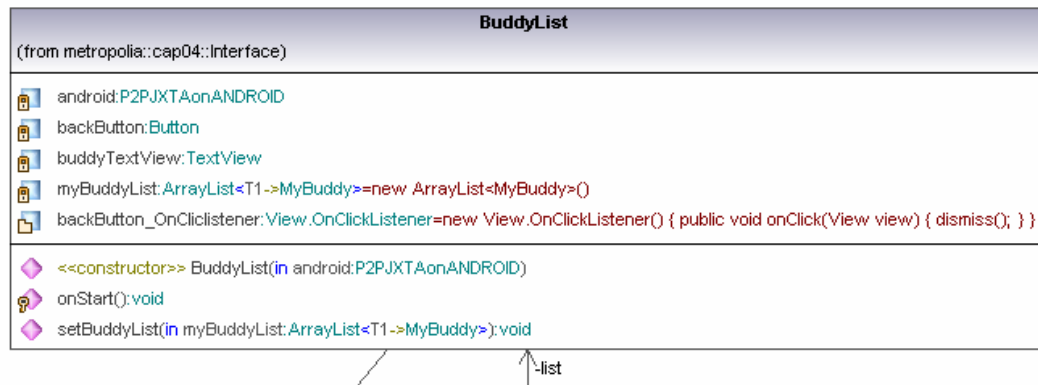 BuddyList
(from metropolia::cap04::Interface)
android:P2PJXTAonANDROID
backButton:Button
buddyTextView:TextView
myBuddyList:ArrayList<T1->MyBuddy>=new ArrayList<MyBuddy>()
backButton_OnCliclistener:View.OnClickListener=new View.OnClickListener() { public void onClick(View view) { dismiss(); } }
<<constructor>> BuddyList(in android:P2PJXTAonANDROID)
onStart():void
setBuddyList(in myBuddyList:ArrayList<T1->MyBuddy>):void
-list